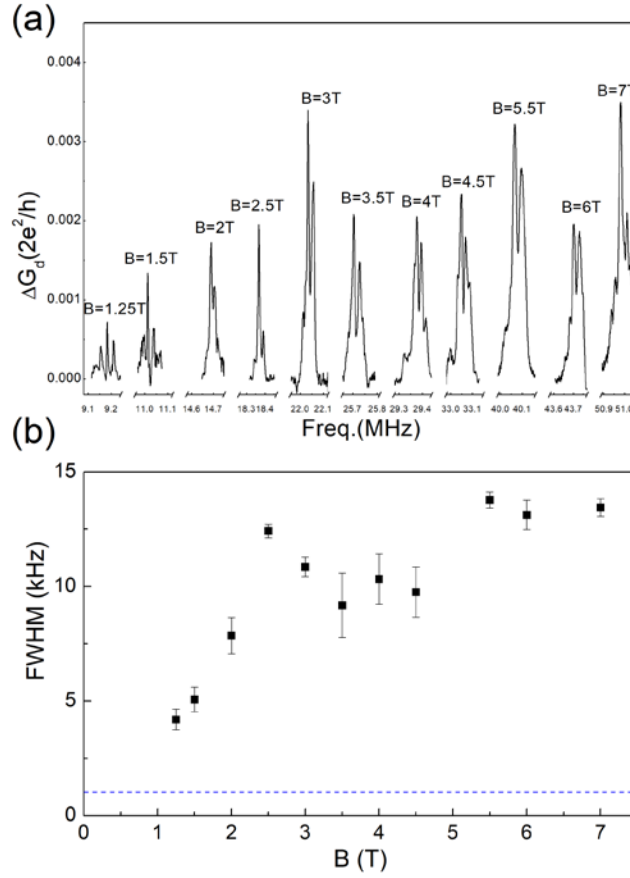 (a)
0.004
0.003
0.002
0.001
0.000
ΔG_d(2e²/h)
B=1.25T
B=1.5T
B=2T
B=2.5T
B=3T
B=3.5T
B=4T
B=4.5T
B=5.5T
B=6T
B=7T
9.1 9.2 11.0 11.1 14.6 14.7 18.3 18.4 22.0 22.1 25.7 25.8 29.3 29.4 33.0 33.1 40.0 40.1 43.6 43.7 50.9
Freq.(MHz)
(b)
15
10
5
0
FWHM (kHz)
0 1 2 3 4 5 6 7
B (T)